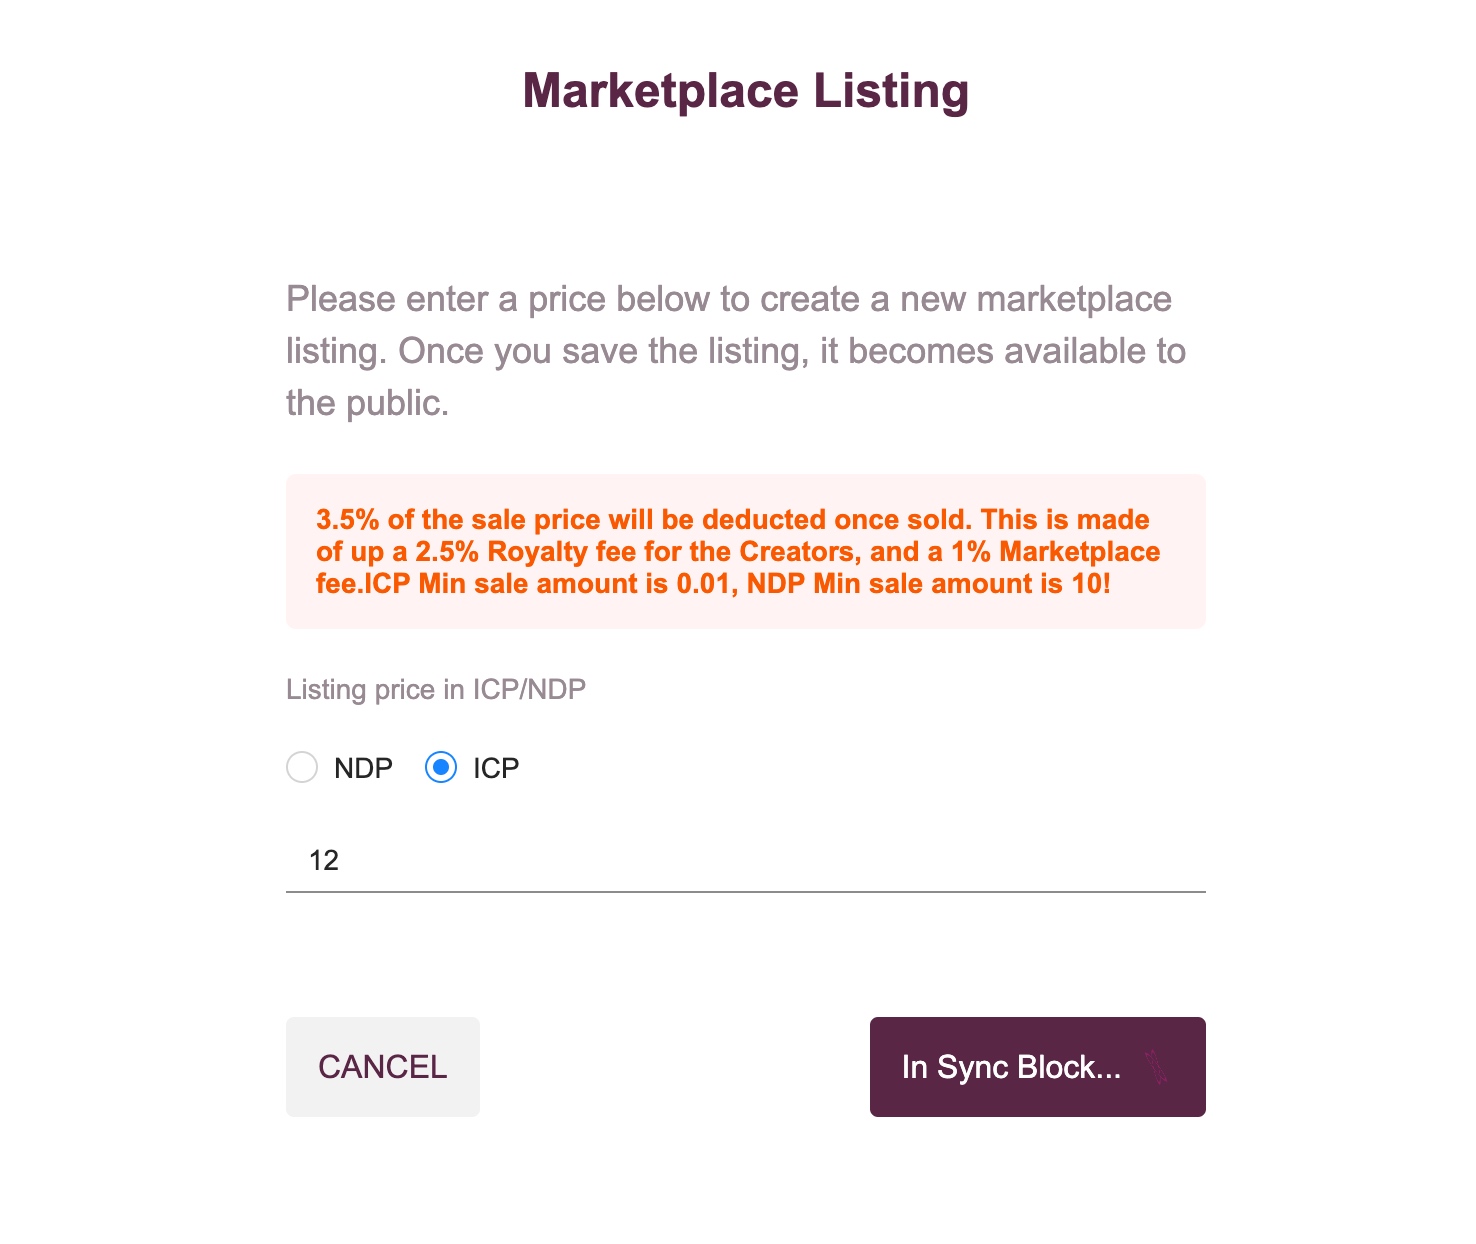 Marketplace Listing
Please enter a price below to create a new marketplace
listing. Once you save the listing, it becomes available to
the public.
3.5% of the sale price will be deducted once sold. This is made
of up a 2.5% Royalty fee for the Creators, and a 1% Marketplace
fee.ICP Min sale amount is 0.01, NDP Min sale amount is 10!
Listing price in ICP/NDP
NDP ICP
12
CANCEL In Sync Block...